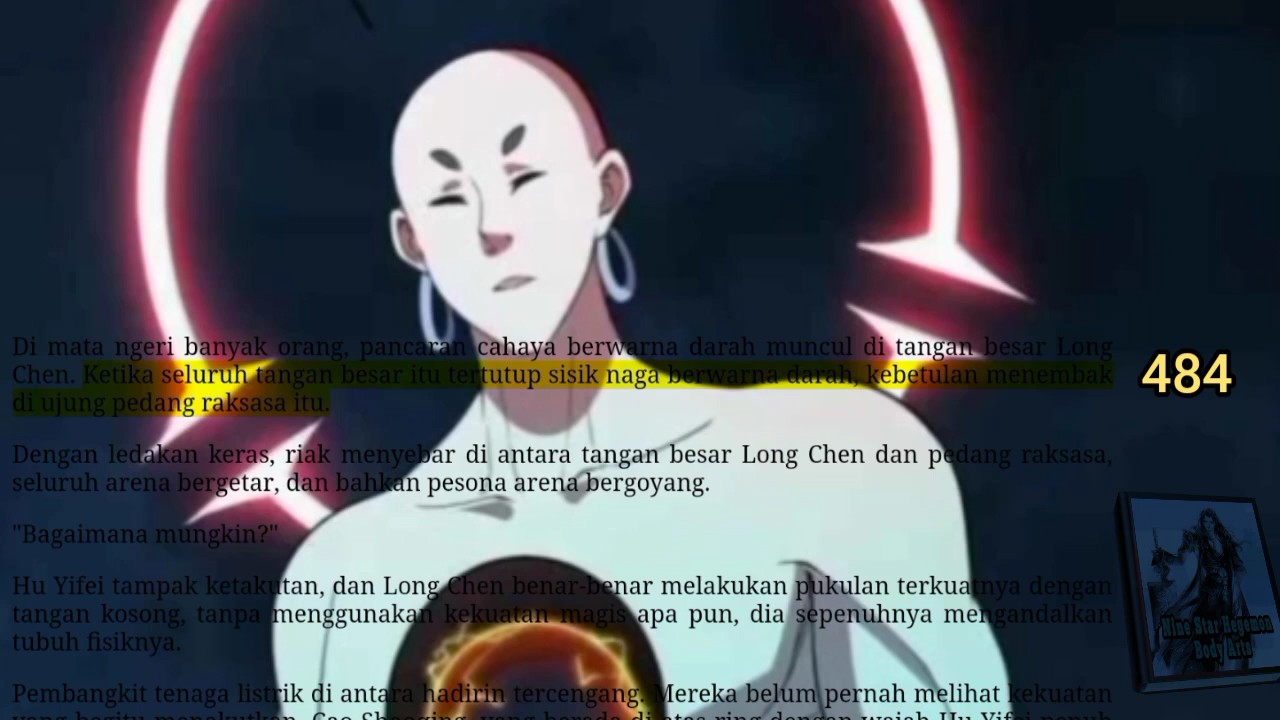 Di mata ngeri banyak orang, pancaran cahaya berwarna darah muncul di tangan besar Long
Chen. Ketika seluruh tangan besar itu tertutup sisik naga berwarna darah, kebetulan menembak
di ujung pedang raksasa itu.
Dengan ledakan keras, riak menyebar di antara tangan besar Long Chen dan pedang raksasa,
seluruh arena bergetar, dan bahkan pesona arena bergoyang.
"Bagaimana mungkin?"
Hu Yifei tampak ketakutan, dan Long Chen benar-benar melakukan pukulan terkuatnya dengan
tangan kosong, tanpa menggunakan kekuatan magis apa pun, dia sepenuhnya mengandalkan
tubuh fisiknya.
Pembangkit tenaga listrik di antara hadirin tercengang. Mereka belum pernah melihat kekuatan
484
Nine Star Hegemon
Body Arts